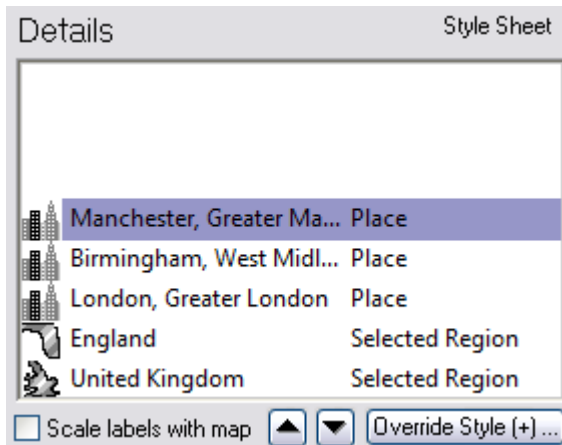 Details Style Sheet
Manchester, Greater Ma... Place
Birmingham, West Midl... Place
London, Greater London Place
England Selected Region
United Kingdom Selected Region
Scale labels with map Override Style (+) ...